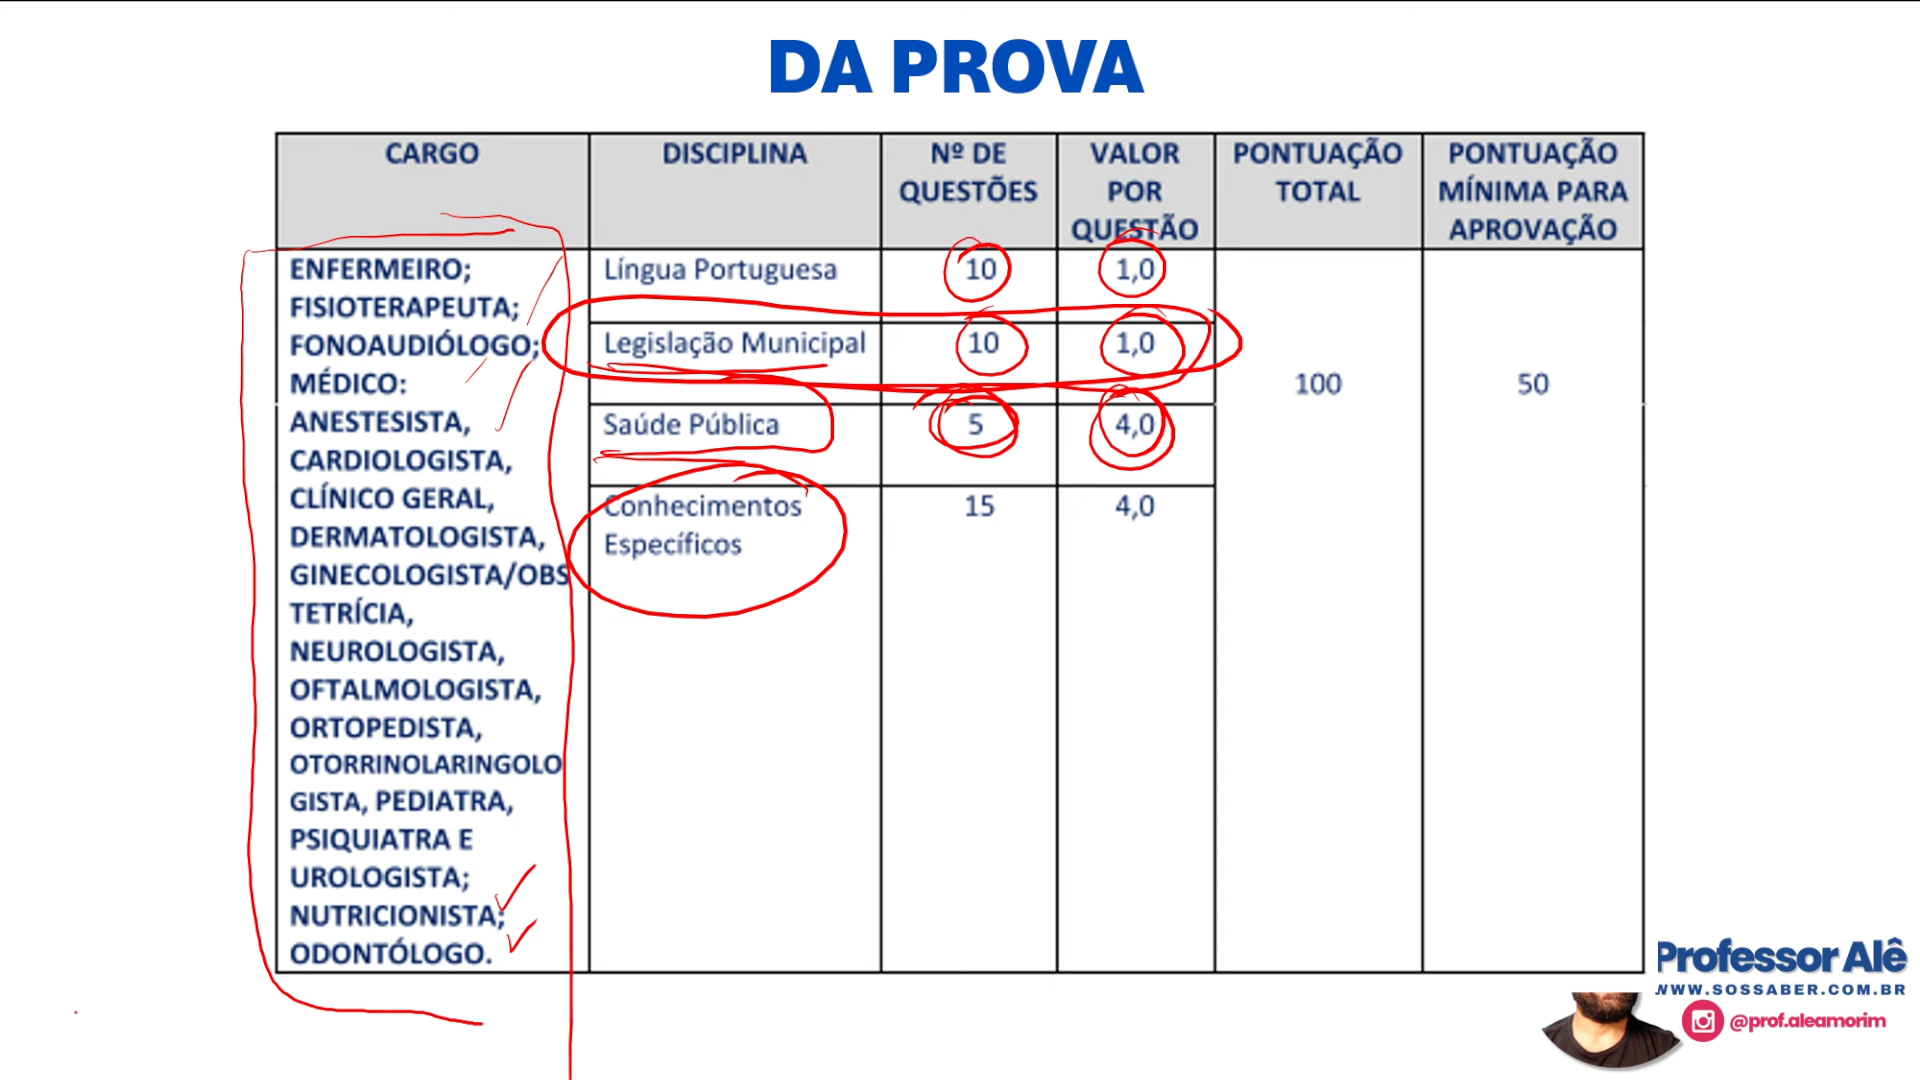 DA PROVA
CARGO
DISCIPLINA
Nº DE
QUESTÕES
VALOR
POR
QUESTÃO
PONTUAÇÃO
TOTAL
PONTUAÇÃO
MÍNIMA PARA
APROVAÇÃO
ENFERMEIRO;
FISIOTERAPEUTA;
FONOAUDIÓLOGO;
MÉDICO:
ANESTESISTA,
CARDIOLOGISTA,
CLÍNICO GERAL,
DERMATOLOGISTA,
GINECOLOGISTA/OBS
TETRÍCIA,
NEUROLOGISTA,
OFTALMOLOGISTA,
ORTOPEDISTA,
OTORRINOLARINGOLO
GISTA, PEDIATRA,
PSIQUIATRA E
UROLOGISTA;
NUTRICIONISTA;
ODONTÓLOGO.
Língua Portuguesa
10
1,0
Legislação Municipal
10
1,0
Saúde Pública
5
4,0
Conhecimentos
Específicos
15
4,0
100
50
Professor Alê
WWW.SOSSABER.COM.BR
@prof.aleamorim